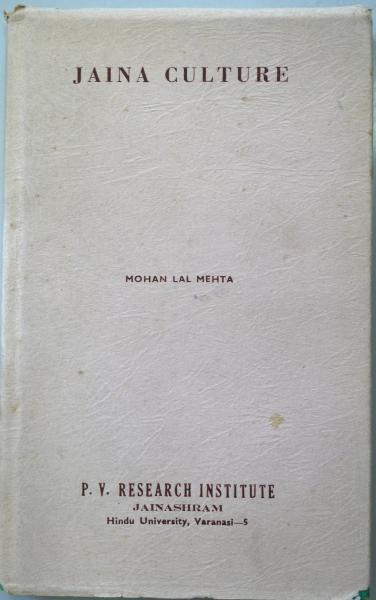 JAINA CULTURE
MOHAN LAL MEHTA
P. V. RESEARCH INSTITUTE
JAINASHRAM
Hindu University, Varanasi—5